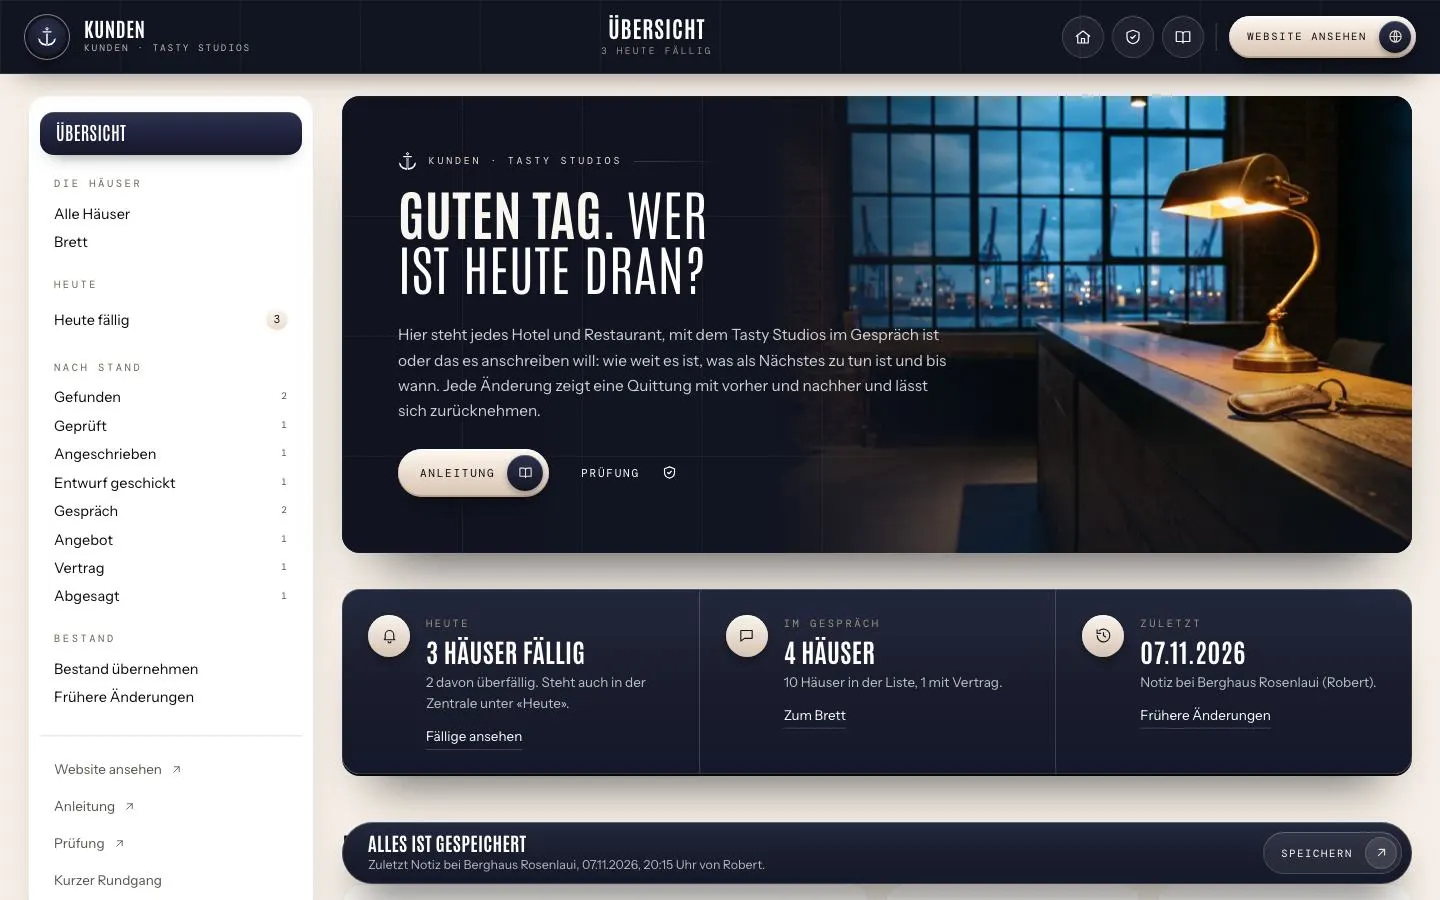 KUNDEN
KUNDEN · TASTY STUDIOS
ÜBERSICHT
3 HEUTE FÄLLIG
WEBSITE ANSEHEN
ÜBERSICHT
DIE HÄUSER
Alle Häuser
Brett
HEUTE
Heute fällig 3
NACH STAND
Gefunden 2
Geprüft 1
Angeschrieben 1
Entwurf geschickt 1
Gespräch 2
Angebot 1
Vertrag 1
Abgesagt 1
BESTAND
Bestand übernehmen
Frühere Änderungen
Website ansehen
Anleitung
Prüfung
Kurzer Rundgang
KUNDEN · TASTY STUDIOS
GUTEN TAG. WER
IST HEUTE DRAN?
Hier steht jedes Hotel und Restaurant, mit dem Tasty Studios im Gespräch ist
oder das es anschreiben will: wie weit es ist, was als Nächstes zu tun ist und bis
wann. Jede Änderung zeigt eine Quittung mit vorher und nachher und lässt
sich zurücknehmen.
ANLEITUNG
PRÜFUNG
HEUTE
3 HÄUSER FÄLLIG
2 davon überfällig. Steht auch in der
Zentrale unter «Heute».
Fällige ansehen
IM GESPRÄCH
4 HÄUSER
10 Häuser in der Liste, 1 mit Vertrag.
Zum Brett
ZULETZT
07.11.2026
Notiz bei Berghaus Rosenlaui (Robert).
Frühere Änderungen
ALLES IST GESPEICHERT
Zuletzt Notiz bei Berghaus Rosenlaui, 07.11.2026, 20:15 Uhr von Robert.
SPEICHERN